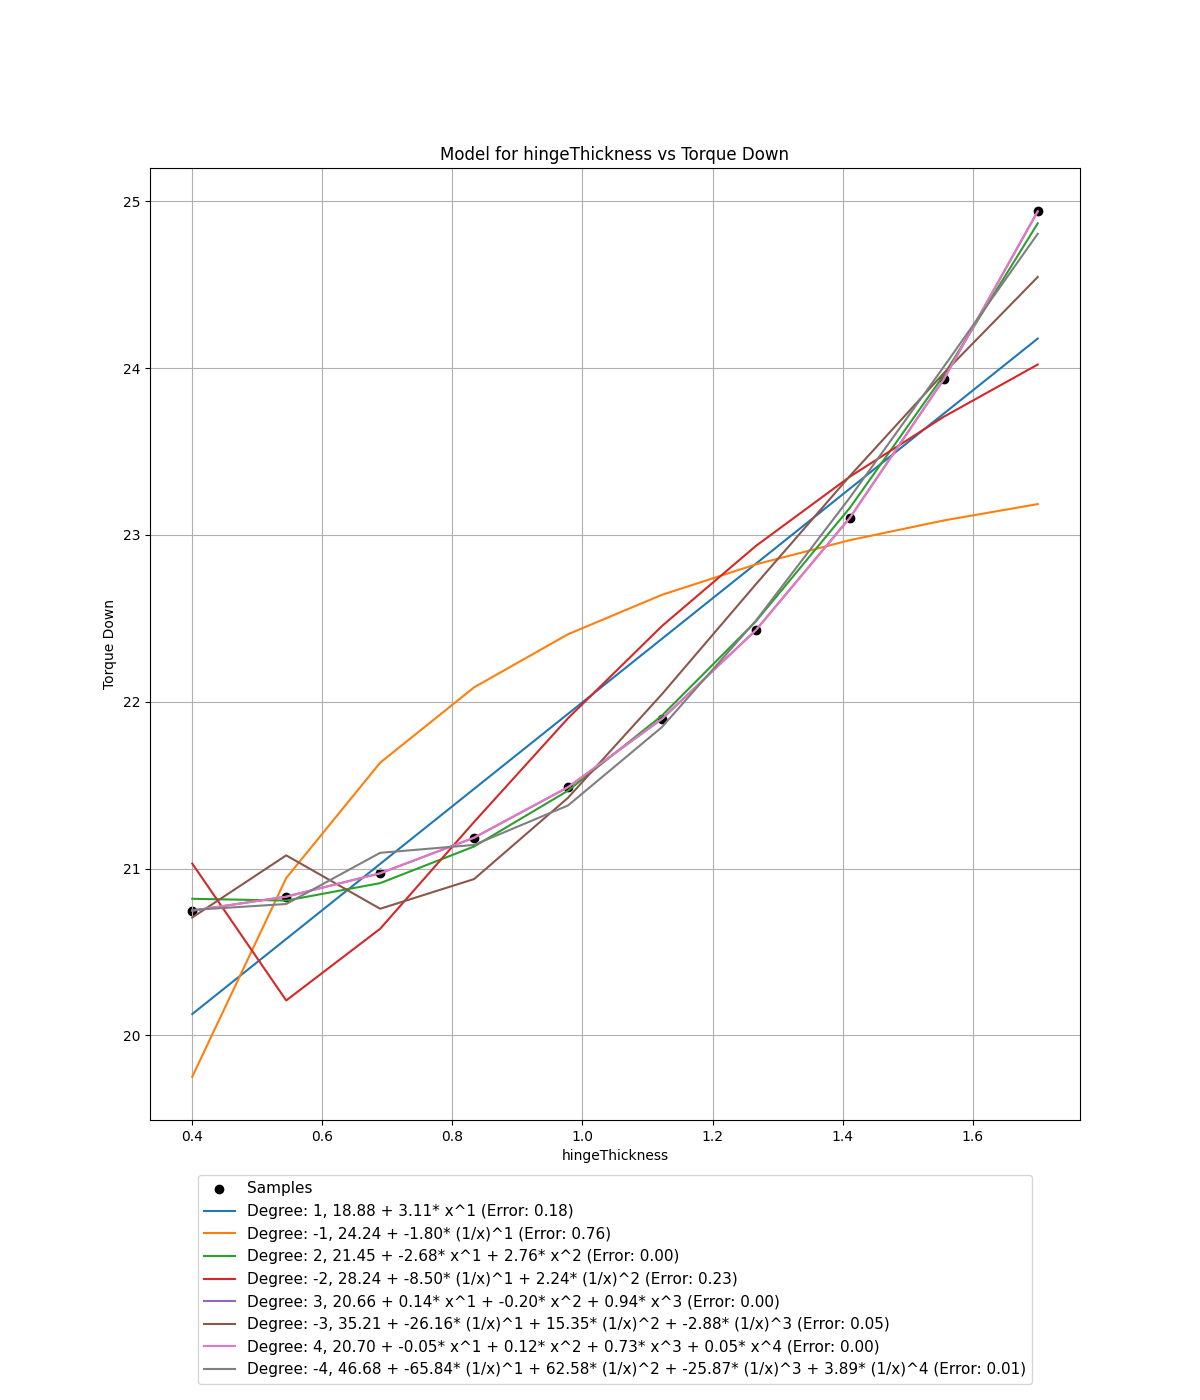 Model for hingeThickness vs Torque Down
25
24
23
22
21
20
Torque Down
0.4 0.6 0.8 1.0 1.2 1.4 1.6
hingeThickness
Samples
Degree: 1, 18.88 + 3.11* x^1 (Error: 0.18)
Degree: -1, 24.24 + -1.80* (1/x)^1 (Error: 0.76)
Degree: 2, 21.45 + -2.68* x^1 + 2.76* x^2 (Error: 0.00)
Degree: -2, 28.24 + -8.50* (1/x)^1 + 2.24* (1/x)^2 (Error: 0.23)
Degree: 3, 20.66 + 0.14* x^1 + -0.20* x^2 + 0.94* x^3 (Error: 0.00)
Degree: -3, 35.21 + -26.16* (1/x)^1 + 15.35* (1/x)^2 + -2.88* (1/x)^3 (Error: 0.05)
Degree: 4, 20.70 + -0.05* x^1 + 0.12* x^2 + 0.73* x^3 + 0.05* x^4 (Error: 0.00)
Degree: -4, 46.68 + -65.84* (1/x)^1 + 62.58* (1/x)^2 + -25.87* (1/x)^3 + 3.89* (1/x)^4 (Error: 0.01)